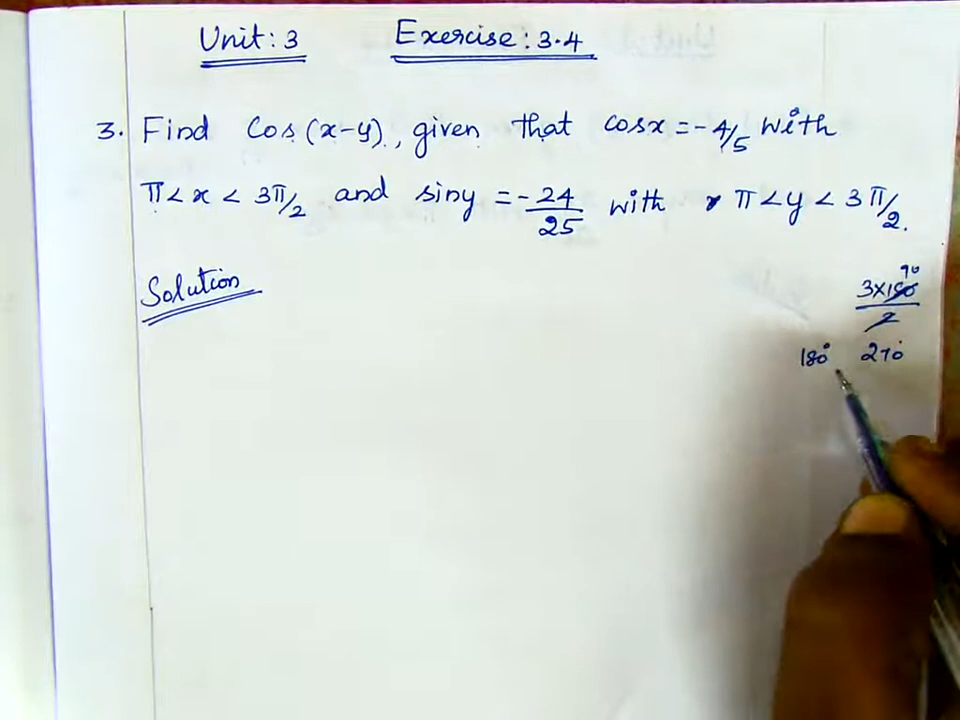 Unit: 3 Exercise: 3.4
3. Find Cos(x-y), given that cosx = -4/5 with
π < x < 3π/2 and siny = -24/25 with π < y < 3π/2.
Solution
90
3×180
2
180° 270°